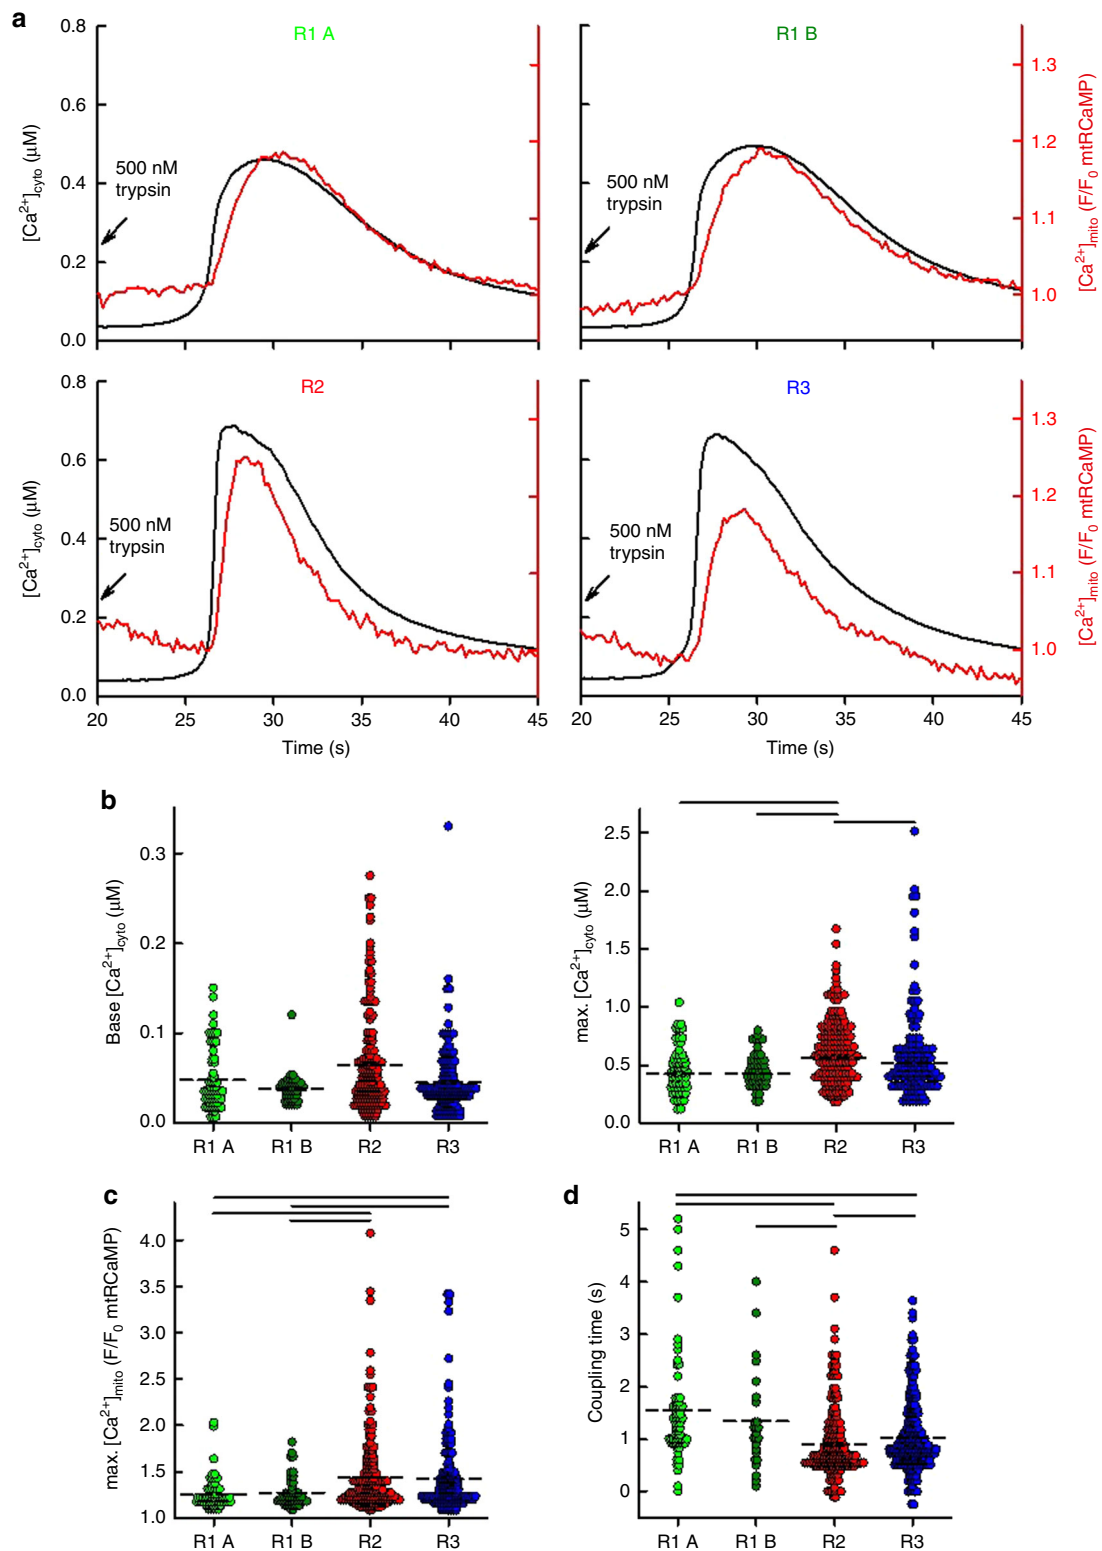 a
R1 A
R1 B
0.8
0.6
0.4
0.2
0.0
[Ca²⁺]cyto (μM)
500 nM
trypsin
500 nM
trypsin
1.3
1.2
1.1
1.0
[Ca²⁺]mito (F/F₀ mtRCaMP)
R2
R3
0.8
0.6
0.4
0.2
0.0
[Ca²⁺]cyto (μM)
500 nM
trypsin
500 nM
trypsin
1.3
1.2
1.1
1.0
[Ca²⁺]mito (F/F₀ mtRCaMP)
20 25 30 35 40 45
20 25 30 35 40 45
Time (s)
Time (s)
b
0.3
0.2
0.1
0.0
Base [Ca²⁺]cyto (μM)
R1 A R1 B R2 R3
2.5
2.0
1.5
1.0
0.5
0.0
max. [Ca²⁺]cyto (μM)
R1 A R1 B R2 R3
c
4.0
3.5
3.0
2.5
2.0
1.5
1.0
max. [Ca²⁺]mito (F/F₀ mtRCaMP)
R1 A R1 B R2 R3
d
5
4
3
2
1
0
Coupling time (s)
R1 A R1 B R2 R3